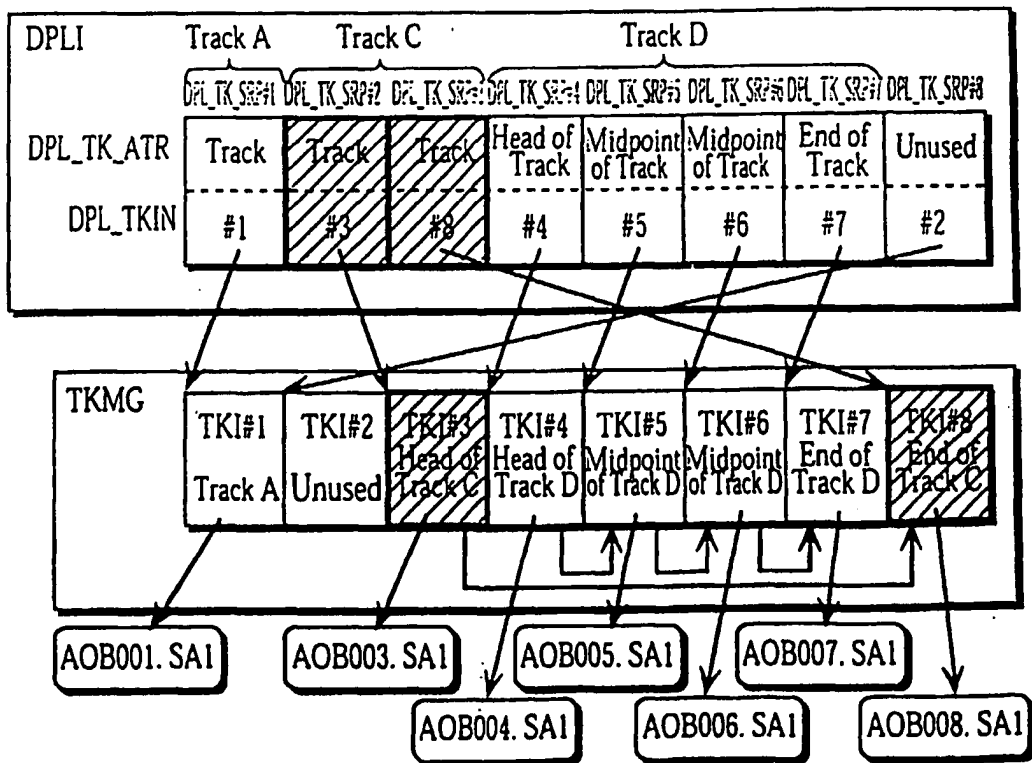 DPLI
Track A
Track C
Track D
DPL_TK_SRP#1 DPL_TK_SRP#2 DPL_TK_SRP#3 DPL_TK_SRP#4 DPL_TK_SRP#5 DPL_TK_SRP#6 DPL_TK_SRP#7 DPL_TK_SRP#8
DPL_TK_ATR
Track
Track
Track
Head of
Track
Midpoint
of Track
Midpoint
of Track
End of
Track
Unused
DPL_TKIN
#1 #3 #8 #4 #5 #6 #7 #2
TKMG
TKI#1
Track A
TKI#2
Unused
TKI#3
Head of
Track C
TKI#4
Head of
Track D
TKI#5
Midpoint
of Track D
TKI#6
Midpoint
of Track D
TKI#7
End of
Track D
TKI#8
End of
Track C
AOB001. SA1
AOB003. SA1
AOB005. SA1
AOB007. SA1
AOB004. SA1
AOB006. SA1
AOB008. SA1